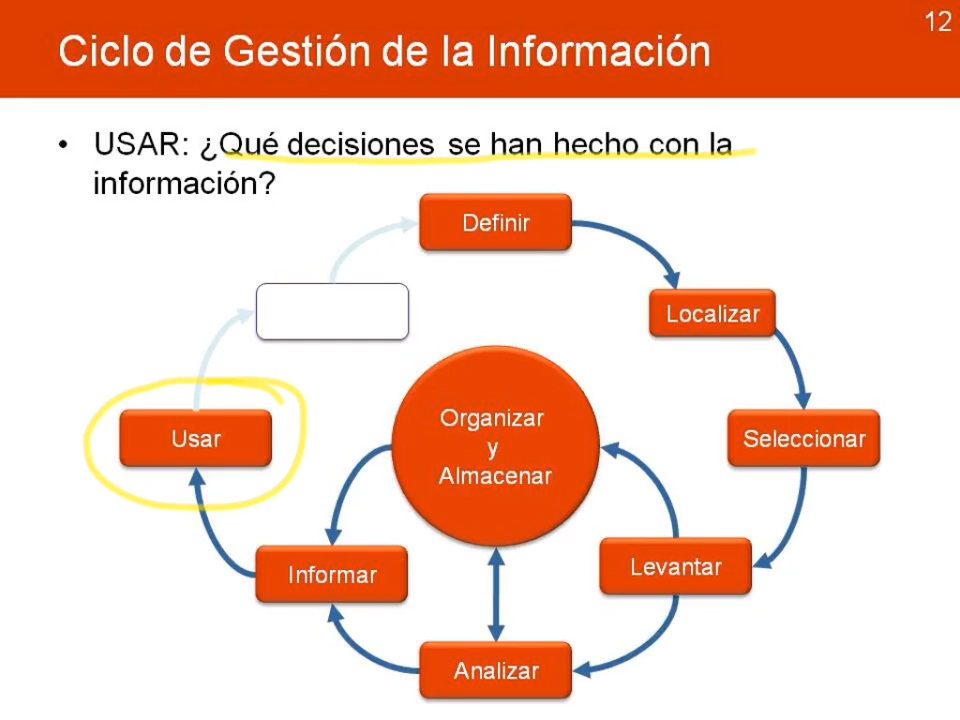 12
Ciclo de Gestión de la Información
• USAR: ¿Qué decisiones se han hecho con la
información?
Definir
Localizar
Organizar
y
Almacenar
Usar
Seleccionar
Informar
Levantar
Analizar